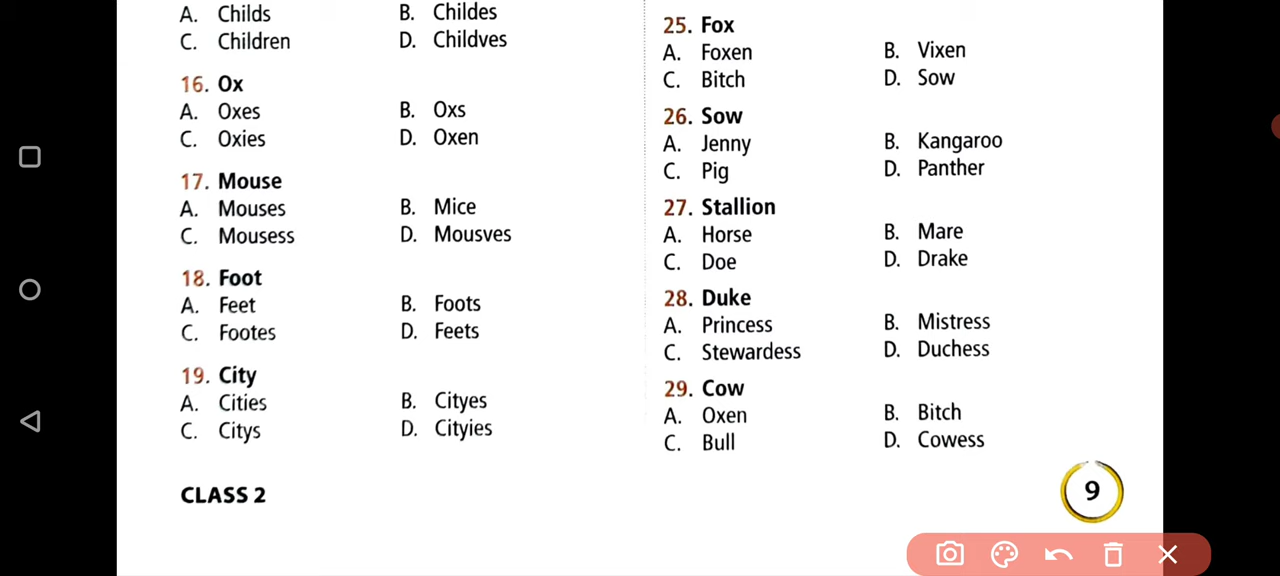 A. Childs B. Childes
C. Children D. Childves
16. Ox
A. Oxes B. Oxs
C. Oxies D. Oxen
17. Mouse
A. Mouses B. Mice
C. Mousess D. Mousves
18. Foot
A. Feet B. Foots
C. Footes D. Feets
19. City
A. Cities B. Cityes
C. Citys D. Cityies
CLASS 2
25. Fox
A. Foxen B. Vixen
C. Bitch D. Sow
26. Sow
A. Jenny B. Kangaroo
C. Pig D. Panther
27. Stallion
A. Horse B. Mare
C. Doe D. Drake
28. Duke
A. Princess B. Mistress
C. Stewardess D. Duchess
29. Cow
A. Oxen B. Bitch
C. Bull D. Cowess
9